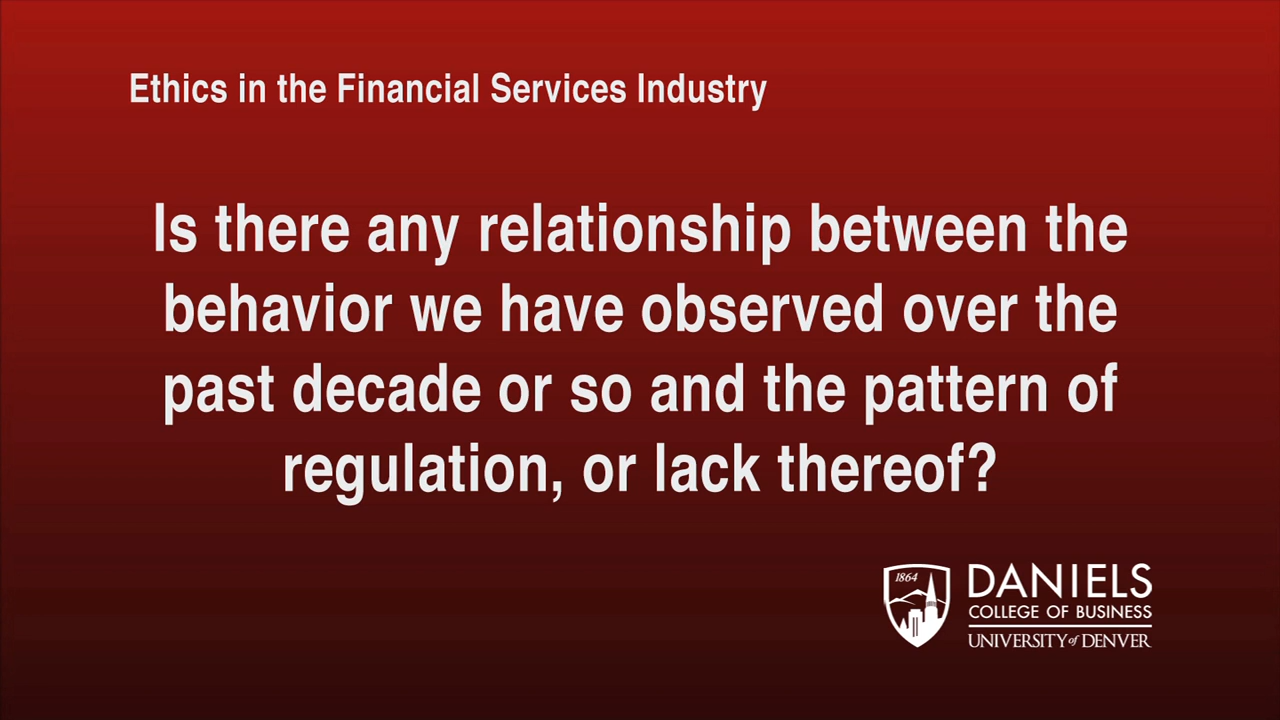 Ethics in the Financial Services Industry
Is there any relationship between the
behavior we have observed over the
past decade or so and the pattern of
regulation, or lack thereof?
1864
DANIELS
COLLEGE OF BUSINESS
UNIVERSITY of DENVER